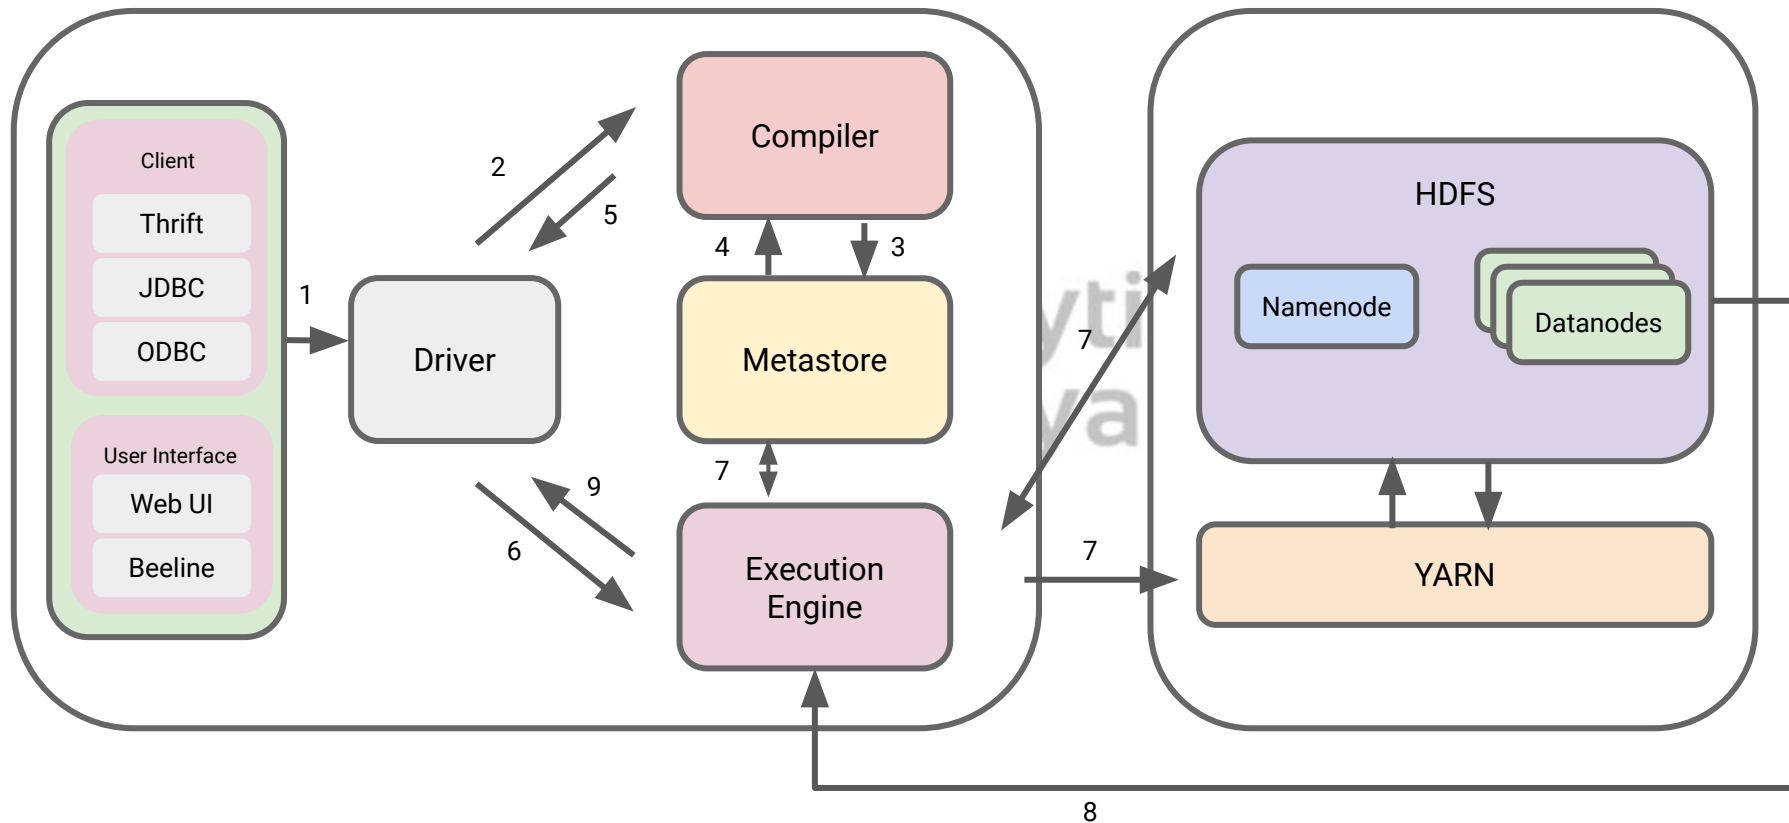 Client
Thrift
JDBC
ODBC
User Interface
Web UI
Beeline
1
Driver
2
5
Compiler
4
3
Metastore
7
9
6
Execution
Engine
7
7
HDFS
Namenode
Datanodes
YARN
8